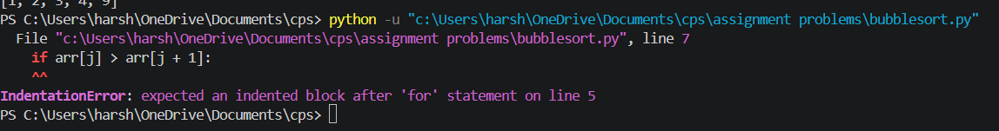 [1, 2, 3, 4, 9]
PS C:\Users\harsh\OneDrive\Documents\cps> python -u "c:\Users\harsh\OneDrive\Documents\cps\assignment problems\bubblesort.py"
  File "c:\Users\harsh\OneDrive\Documents\cps\assignment problems\bubblesort.py", line 7
    if arr[j] > arr[j + 1]:
    ^^
IndentationError: expected an indented block after 'for' statement on line 5
PS C:\Users\harsh\OneDrive\Documents\cps>